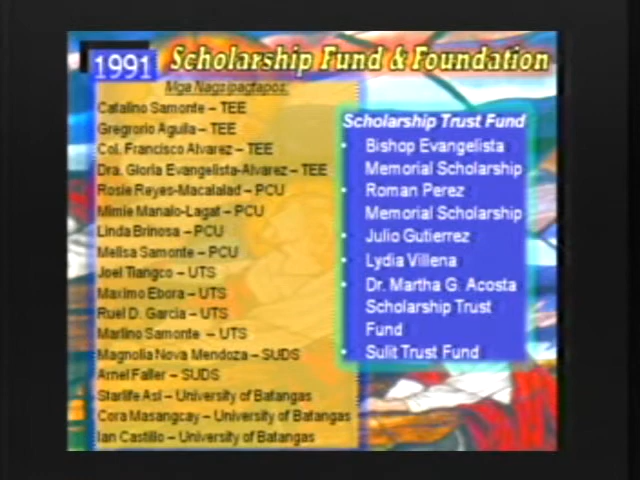 1991
Scholarship Fund & Foundation
Mga Nagsipagtapos:
Catalino Samonte – TEE
Gregrorio Aguila – TEE
Col. Francisco Alvarez – TEE
Dra. Gloria Evangelista-Alvarez – TEE
Rosie Reyes-Macalalad – PCU
Mimie Manalo-Lagat – PCU
Linda Brinosa – PCU
Melisa Samonte – PCU
Joel Tiangco – UTS
Maximo Ebora – UTS
Ruel D. Garcia – UTS
Marlino Samonte – UTS
Magnolia Nova Mendoza – SUDS
Arnel Faller – SUDS
Starlife Asi – University of Batangas
Cora Masangcay – University of Batangas
Ian Castillo – University of Batangas
Scholarship Trust Fund
• Bishop Evangelista
Memorial Scholarship
• Roman Perez
Memorial Scholarship
• Julio Gutierrez
• Lydia Villena
• Dr. Martha G. Acosta
Scholarship Trust
Fund
• Sulit Trust Fund